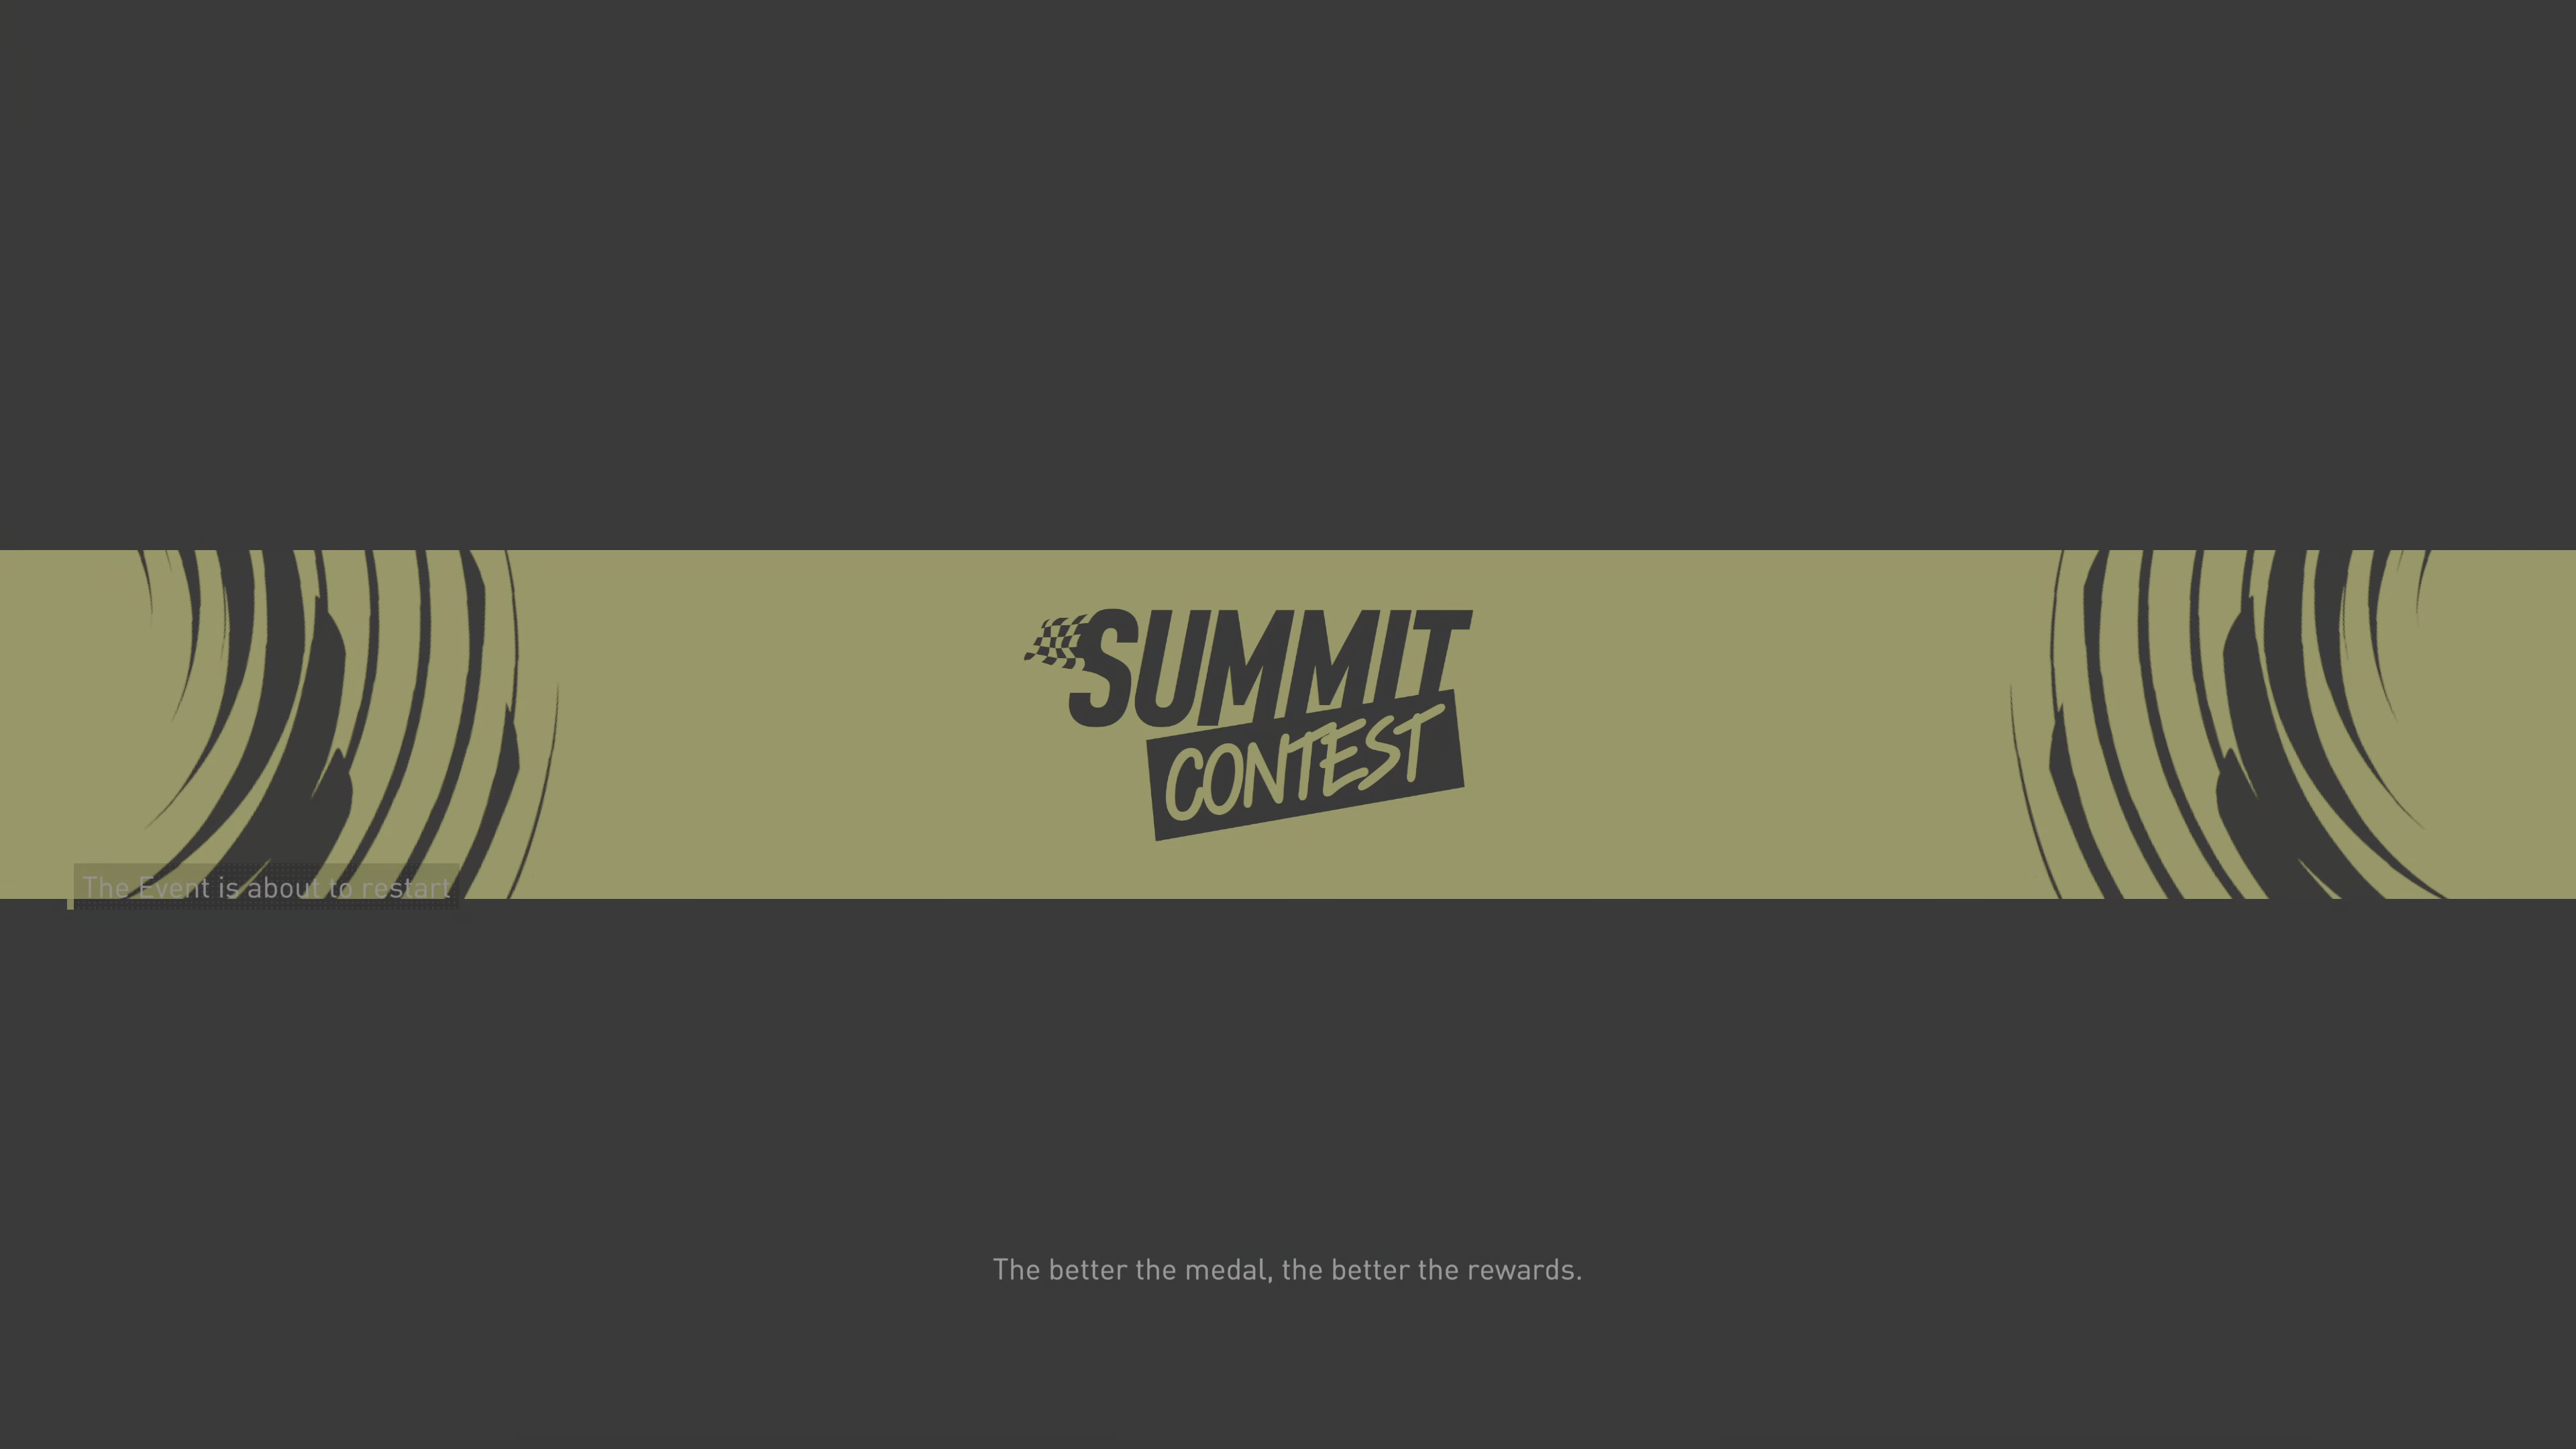 SUMMIT
CONTEST
The Event is about to restart
The better the medal, the better the rewards.